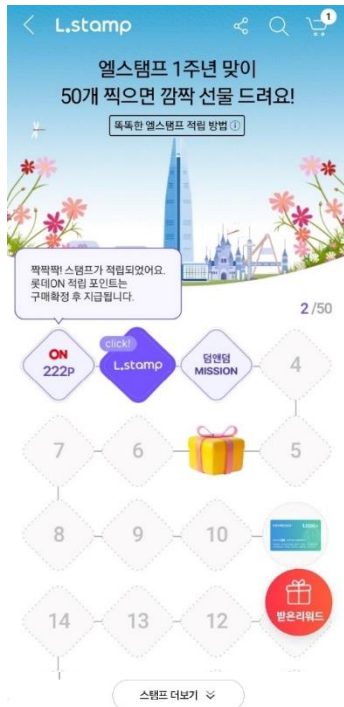 L.stamp
1
엘스탬프 1주년 맞이
50개 찍으면 깜짝 선물 드려요!
똑똑한 엘스탬프 적립 방법 ⓘ
짝짝짝! 스탬프가 적립되었어요.
롯데ON 적립 포인트는
구매확정 후 지급됩니다.
2 /50
ON
222P
click!
L.stamp
덤앤덤
MISSION
4
7
6
5
8
9
10
14
13
12
받은리워드
스탬프 더보기